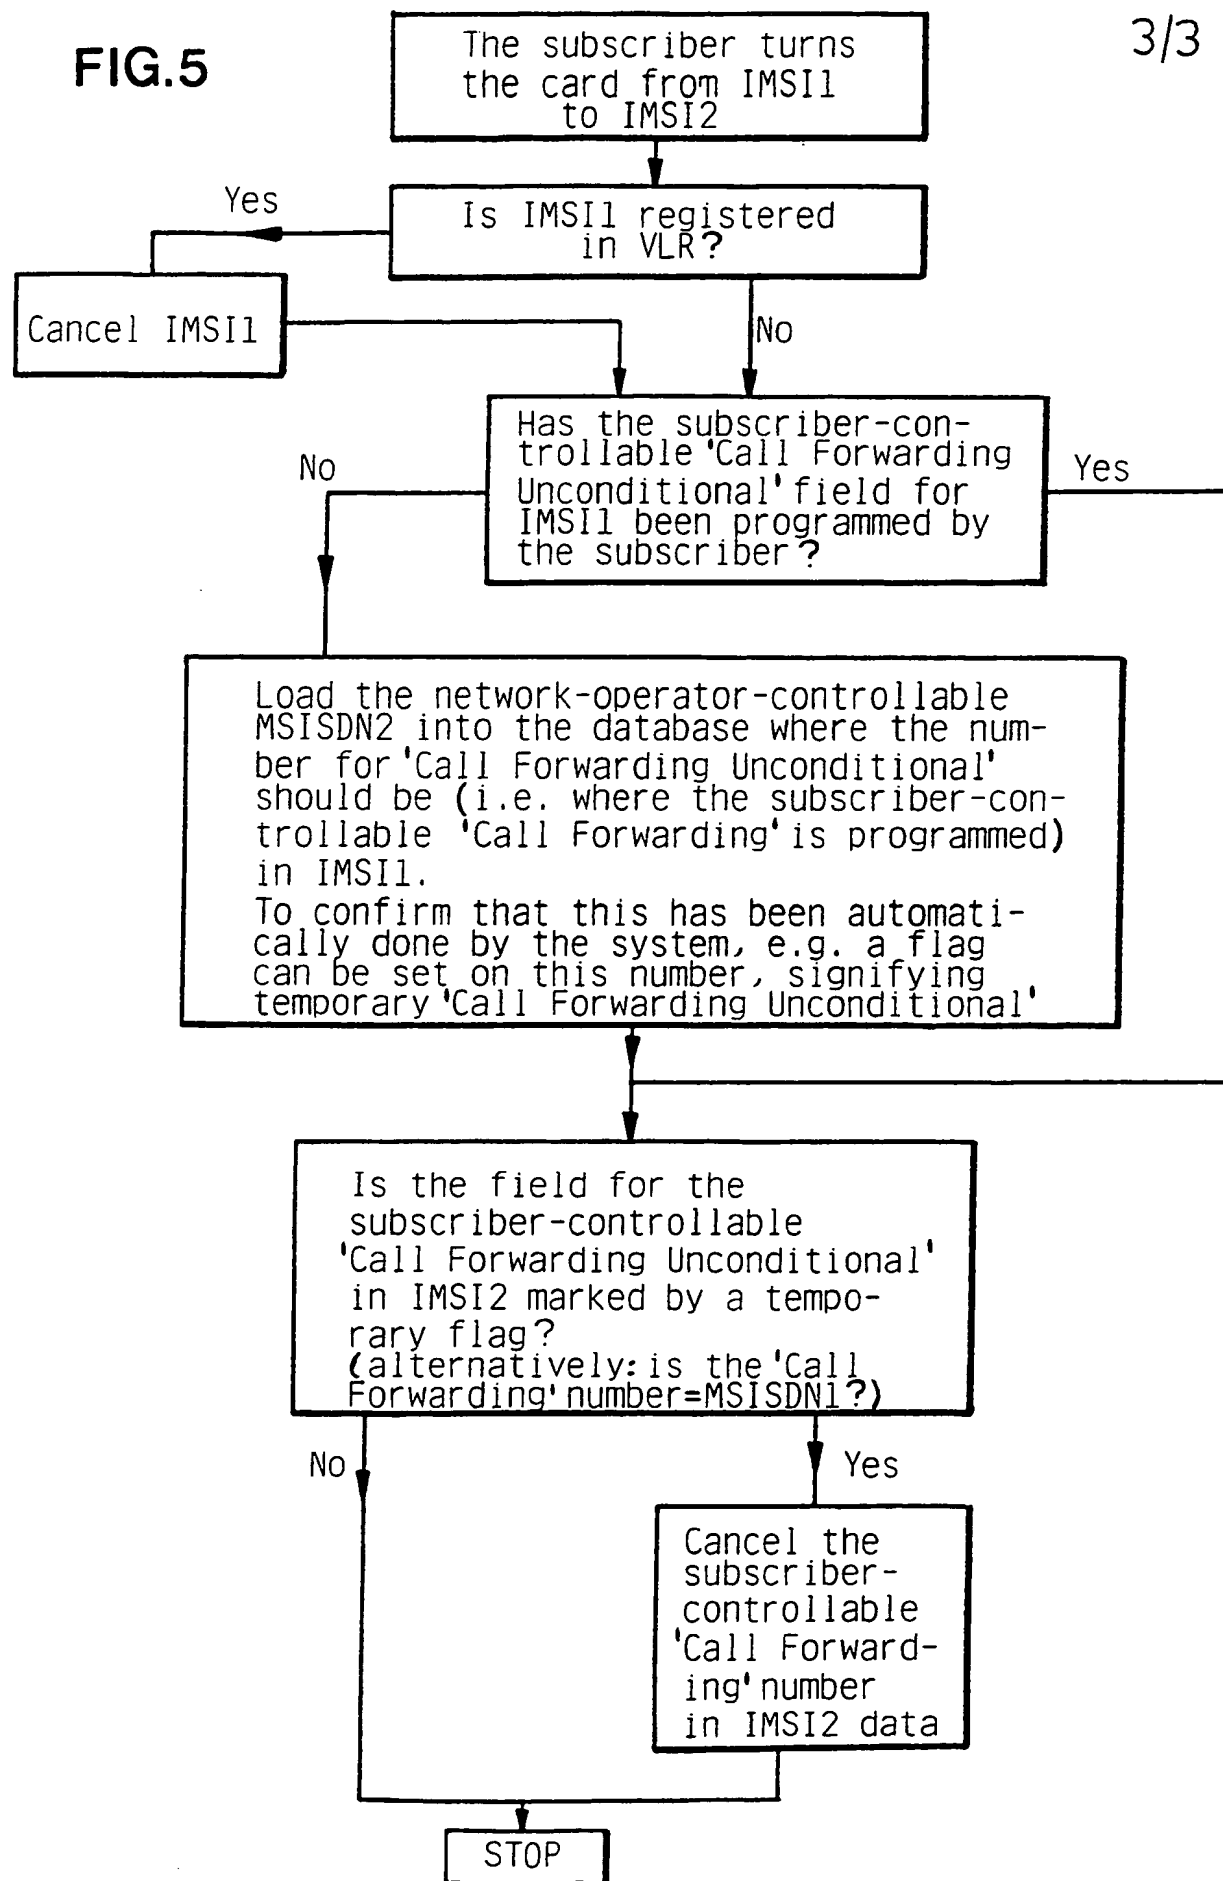 FIG.5
3/3
The subscriber turns
the card from IMSI1
to IMSI2
Yes
Is IMSI1 registered
in VLR?
Cancel IMSI1
No
Has the subscriber-con-
trollable 'Call Forwarding
Unconditional' field for
IMSI1 been programmed by
the subscriber?
No
Yes
Load the network-operator-controllable
MSISDN2 into the database where the num-
ber for 'Call Forwarding Unconditional'
should be (i.e. where the subscriber-con-
trollable 'Call Forwarding' is programmed)
in IMSI1.
To confirm that this has been automati-
cally done by the system, e.g. a flag
can be set on this number, signifying
temporary 'Call Forwarding Unconditional'
Is the field for the
subscriber-controllable
'Call Forwarding Unconditional'
in IMSI2 marked by a tempo-
rary flag?
(alternatively: is the 'Call
Forwarding' number=MSISDN1?)
No
Yes
Cancel the
subscriber-
controllable
'Call Forward-
ing' number
in IMSI2 data
STOP